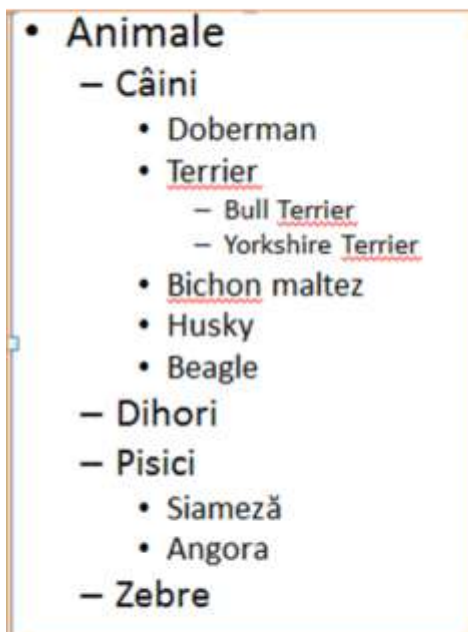 • Animale
– Câini
• Doberman
• Terrier
– Bull Terrier
– Yorkshire Terrier
• Bichon maltez
• Husky
• Beagle
– Dihori
– Pisici
• Siameză
• Angora
– Zebre